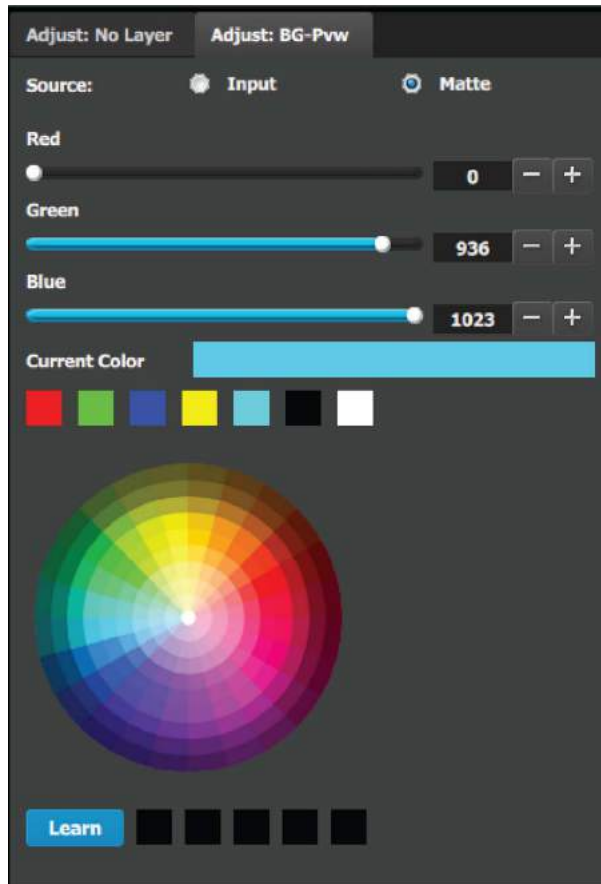 Adjust: No Layer Adjust: BG-Pvw
Source: Input Matte
Red
0 − +
Green
936 − +
Blue
1023 − +
Current Color
Learn